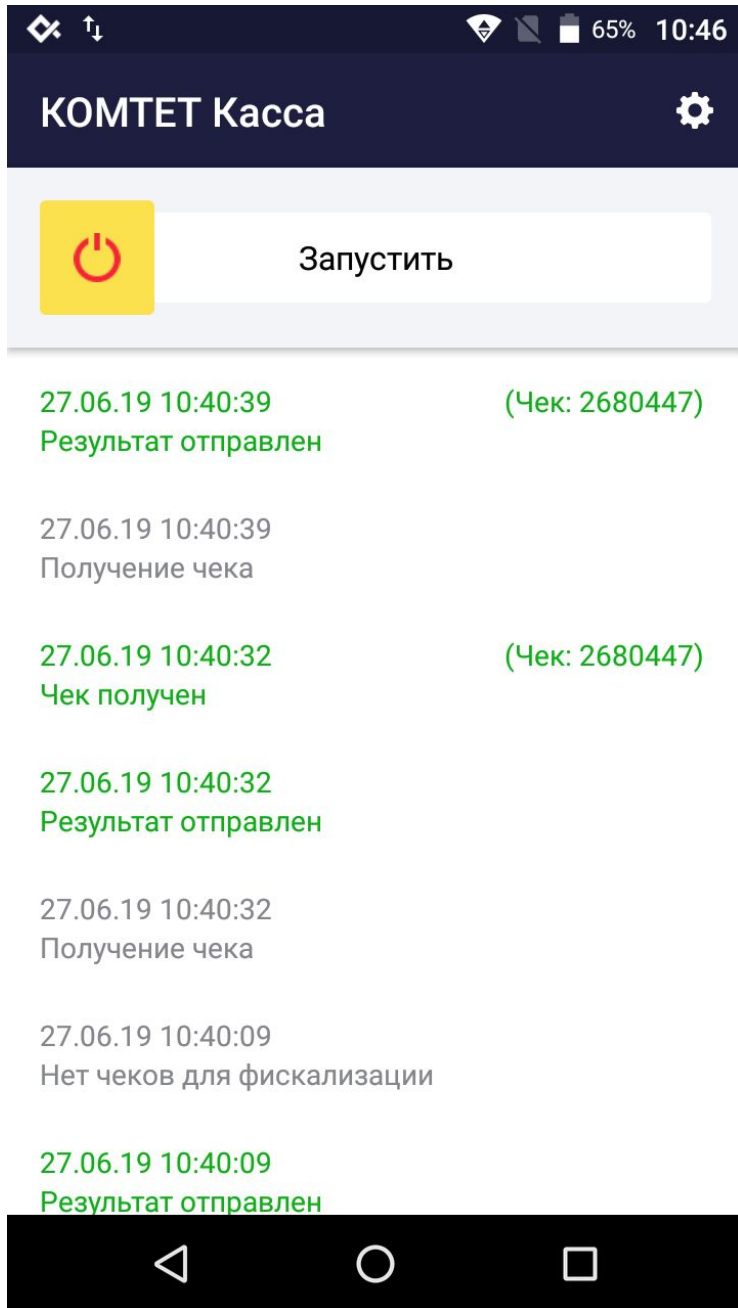 65% 10:46
КОМТЕТ Касса
Запустить
27.06.19 10:40:39 (Чек: 2680447)
Результат отправлен
27.06.19 10:40:39
Получение чека
27.06.19 10:40:32 (Чек: 2680447)
Чек получен
27.06.19 10:40:32
Результат отправлен
27.06.19 10:40:32
Получение чека
27.06.19 10:40:09
Нет чеков для фискализации
27.06.19 10:40:09
Результат отправлен